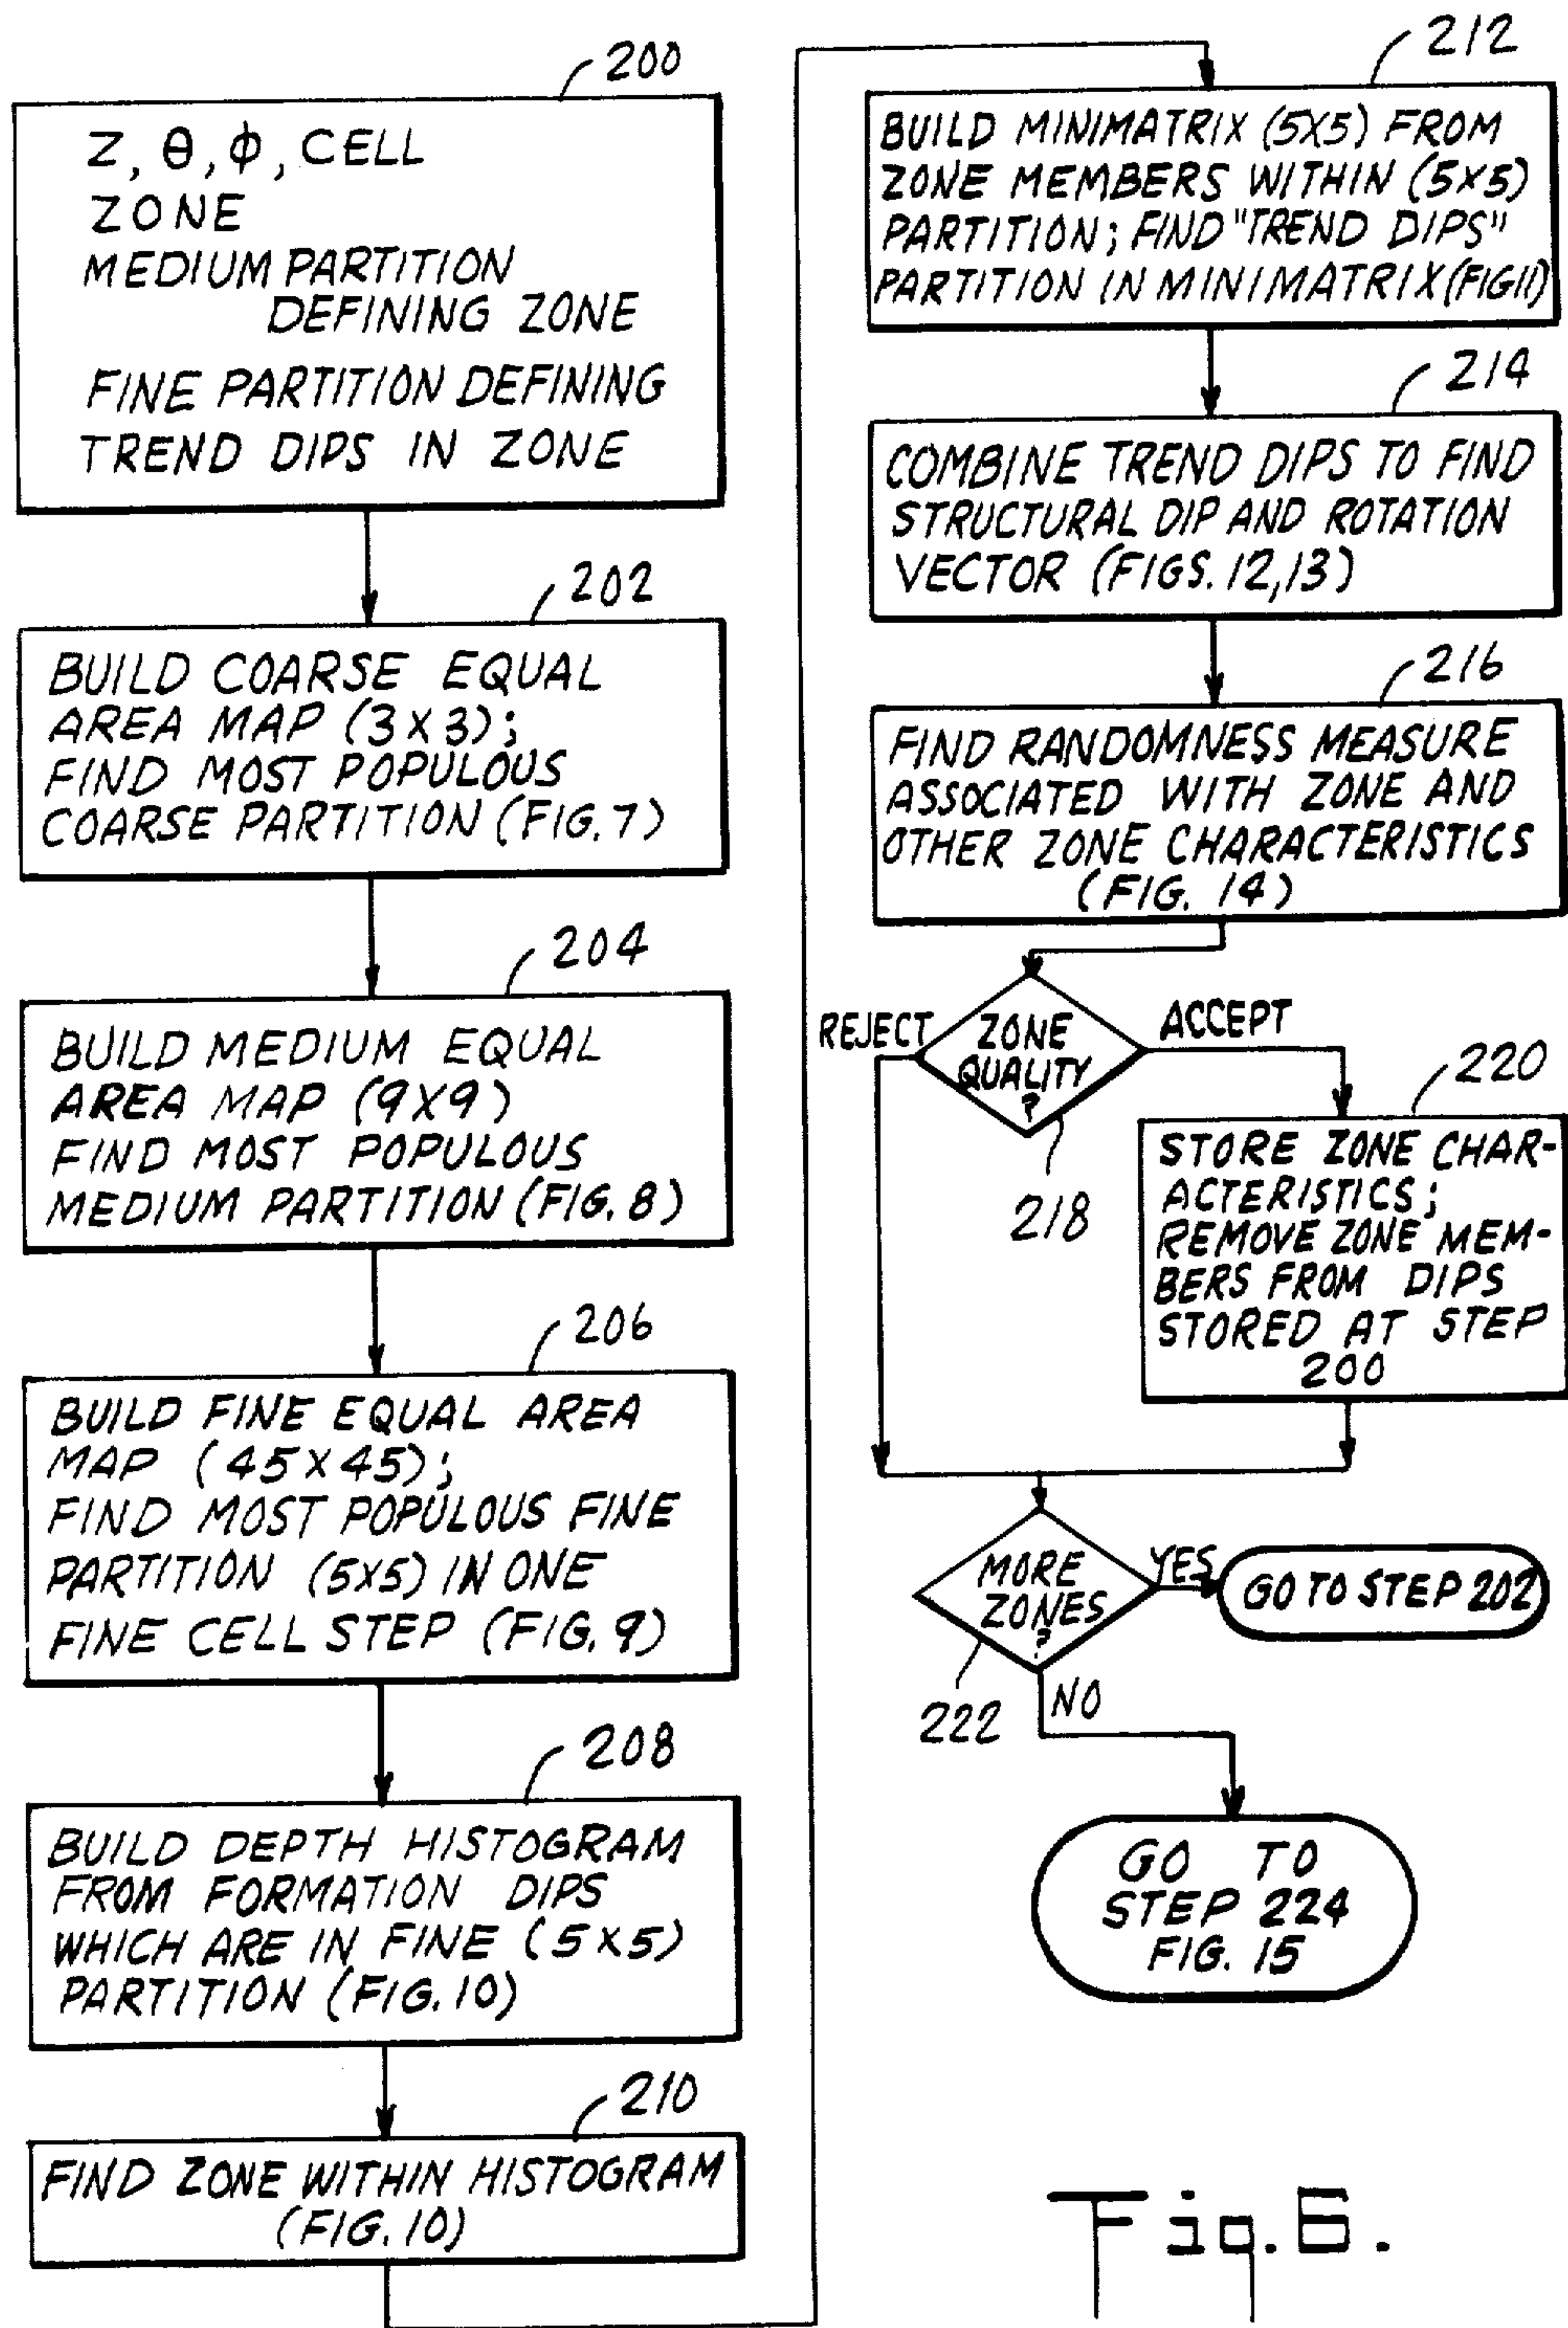 200
Z, θ, ϕ, CELL
ZONE
MEDIUM PARTITION
DEFINING ZONE
FINE PARTITION DEFINING
TREND DIPS IN ZONE
202
BUILD COARSE EQUAL
AREA MAP (3X3);
FIND MOST POPULOUS
COARSE PARTITION (FIG.7)
204
BUILD MEDIUM EQUAL
AREA MAP (9X9)
FIND MOST POPULOUS
MEDIUM PARTITION (FIG.8)
206
BUILD FINE EQUAL AREA
MAP (45X45);
FIND MOST POPULOUS FINE
PARTITION (5X5) IN ONE
FINE CELL STEP (FIG.9)
208
BUILD DEPTH HISTOGRAM
FROM FORMATION DIPS
WHICH ARE IN FINE (5X5)
PARTITION (FIG.10)
210
FIND ZONE WITHIN HISTOGRAM
(FIG.10)
212
BUILD MINIMATRIX (5X5) FROM
ZONE MEMBERS WITHIN (5X5)
PARTITION; FIND "TREND DIPS"
PARTITION IN MINIMATRIX (FIG11)
214
COMBINE TREND DIPS TO FIND
STRUCTURAL DIP AND ROTATION
VECTOR (FIGS.12,13)
216
FIND RANDOMNESS MEASURE
ASSOCIATED WITH ZONE AND
OTHER ZONE CHARACTERISTICS
(FIG. 14)
REJECT
ZONE
QUALITY
?
ACCEPT
218
220
STORE ZONE CHAR-
ACTERISTICS;
REMOVE ZONE MEM-
BERS FROM DIPS
STORED AT STEP
200
MORE
ZONES
?
YES
GO TO STEP 202
222
NO
GO TO
STEP 224
FIG. 15
Fig.6.